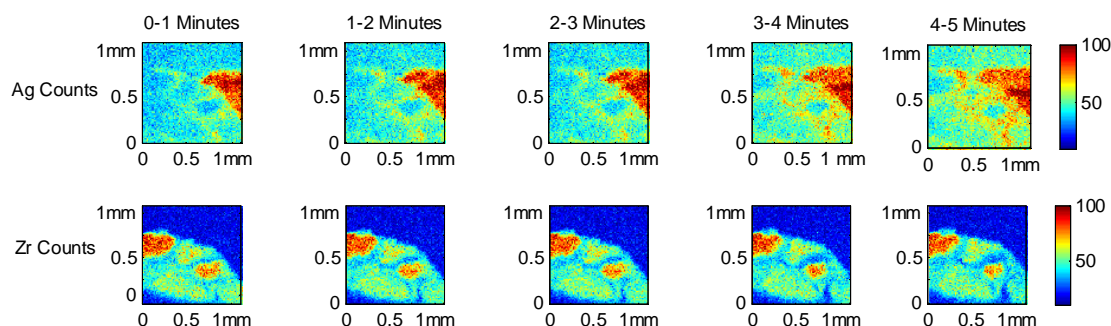 0-1 Minutes 1-2 Minutes 2-3 Minutes 3-4 Minutes 4-5 Minutes
1mm 1mm 1mm 1mm 1mm 100
Ag Counts 0.5 0.5 0.5 0.5 0.5 50
0 0 0 0 0
0 0.5 1mm 0 0.5 1mm 0 0.5 1mm 0 0.5 1 mm 0 0.5 1mm
1mm 1mm 1mm 1mm 1mm 100
Zr Counts 0.5 0.5 0.5 0.5 0.5 50
0 0 0 0 0
0 0.5 1mm 0 0.5 1mm 0 0.5 1mm 0 0.5 1mm 0 0.5 1mm